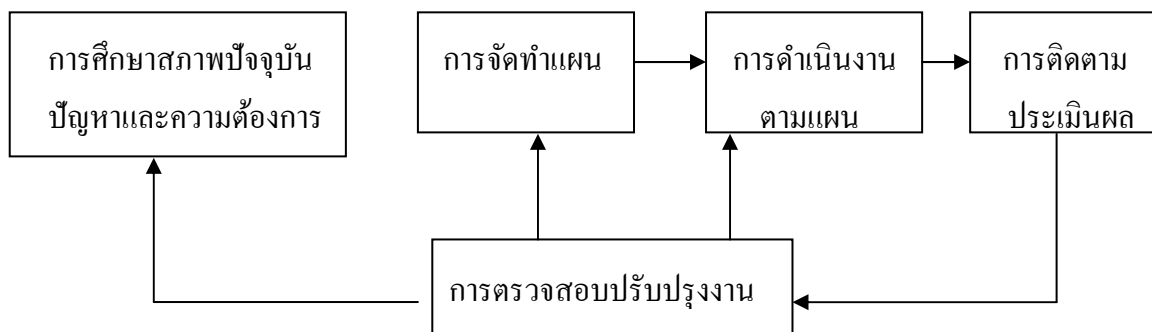 การศึกษาสภาพปัจจุบัน
ปัญหาและความต้องการ
การจัดทำแผน
การดำเนินงาน
ตามแผน
การติดตาม
ประเมินผล
การตรวจสอบปรับปรุงงาน